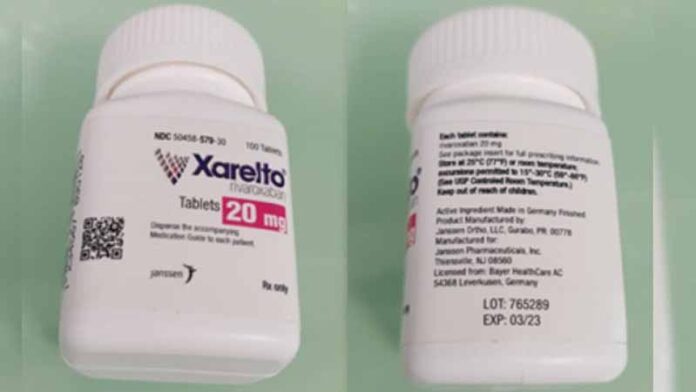 NDC 50458-579-30
100 Tablets
Xarelto®
rivaroxaban
Tablets 20 mg
Dispense the accompanying
Medication Guide to each patient.
janssen
Rx only
Each tablet contains:
rivaroxaban 20 mg
See package insert for full prescribing information.
Store at 25°C (77°F) or room temperature;
excursions permitted to 15°-30°C (59°-86°F)
(See USP Controlled Room Temperature.)
Keep out of reach of children.
Active Ingredient Made in Germany Finished
Product Manufactured by:
Janssen Ortho, LLC, Gurabo, PR 00778
Manufactured for:
Janssen Pharmaceuticals, Inc.
NJ 08560
Licensed from: Bayer HealthCare AC
54368 Leverkusen, Germany
LOT: 765289
EXP: 03/23